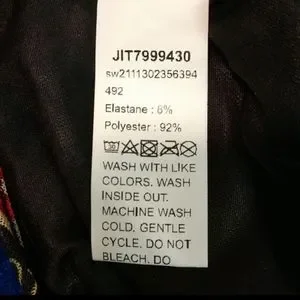 JIT7999430
sw2111302356394
492
Elastane : 6%
Polyester : 92%
WASH WITH LIKE
COLORS. WASH
INSIDE OUT.
MACHINE WASH
COLD, GENTLE
CYCLE. DO NOT
BLEACH. DO